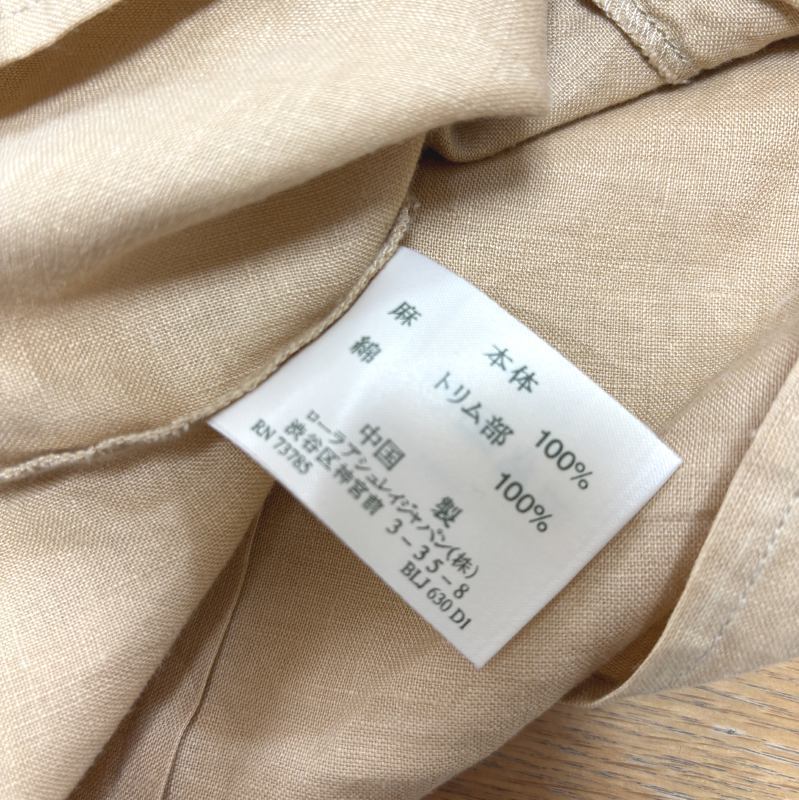 本体
麻 100%
トリム部
綿 100%
中国 製
ローラアシュレイジャパン(株)
渋谷区神宮前 3-35-8
RN 73785 BLJ 630 D1